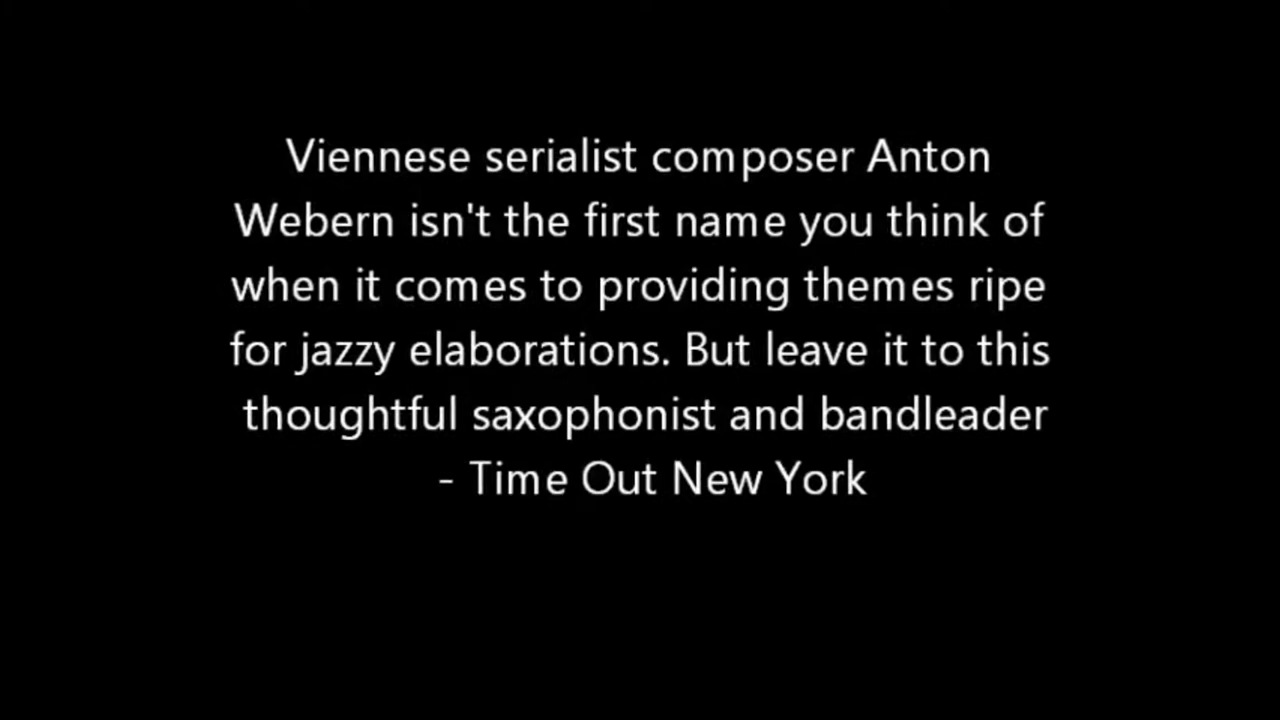 Viennese serialist composer Anton
Webern isn't the first name you think of
when it comes to providing themes ripe
for jazzy elaborations. But leave it to this
thoughtful saxophonist and bandleader
- Time Out New York